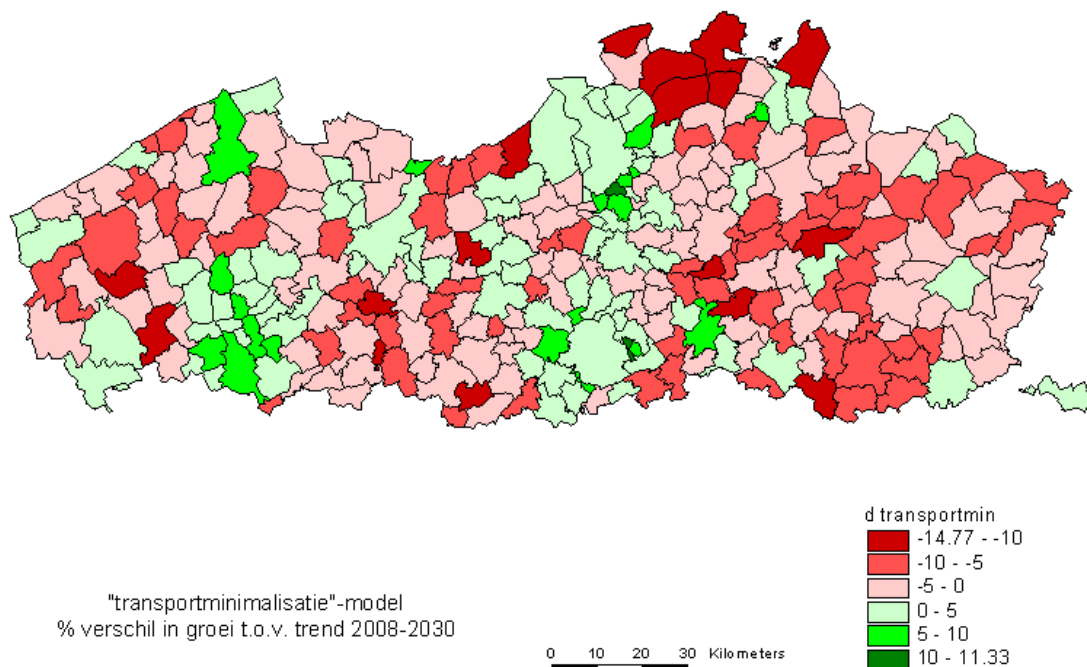 d transportmin
-14.77 - -10
-10 - -5
-5 - 0
0 - 5
5 - 10
10 - 11.33
"transportminimalisatie"-model
% verschil in groei t.o.v. trend 2008-2030
0 10 20 30 Kilometers